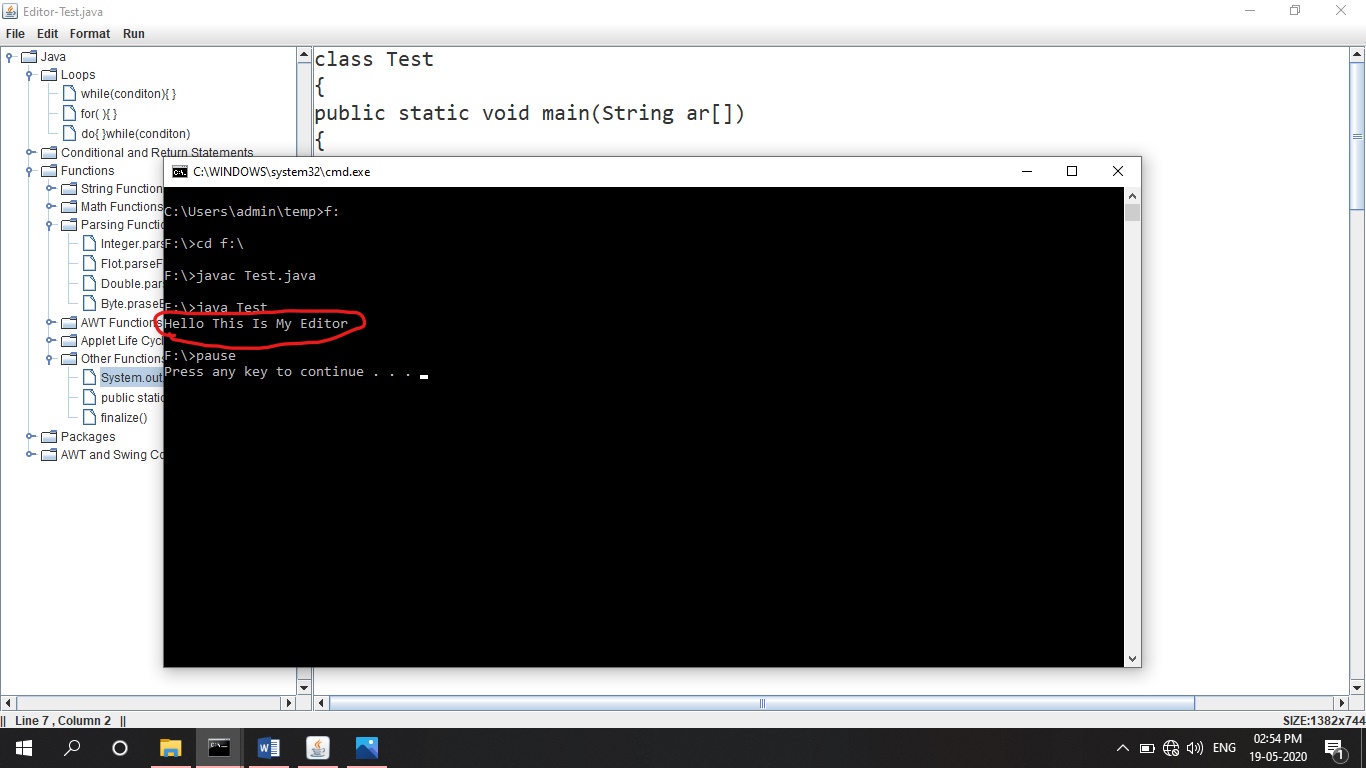 Editor-Test.java
File Edit Format Run
Java
Loops
while(conditon){ }
for( ){ }
do{ }while(conditon)
Conditional and Return Statements
Functions
String Function
Math Functions
Parsing Functio
Integer.pars
Flot.parseF
Double.par
Byte.praseB
AWT Functions
Applet Life Cycl
Other Function
System.out
public static
finalize()
Packages
AWT and Swing Co
class Test
{
public static void main(String ar[])
{
C:\WINDOWS\system32\cmd.exe
C:\Users\admin\temp>f:
F:\>cd f:\
F:\>javac Test.java
F:\>java Test
Hello This Is My Editor
F:\>pause
Press any key to continue . . .
|| Line 7 , Column 2 ||
SIZE:1382x744
ENG
02:54 PM
19-05-2020
1